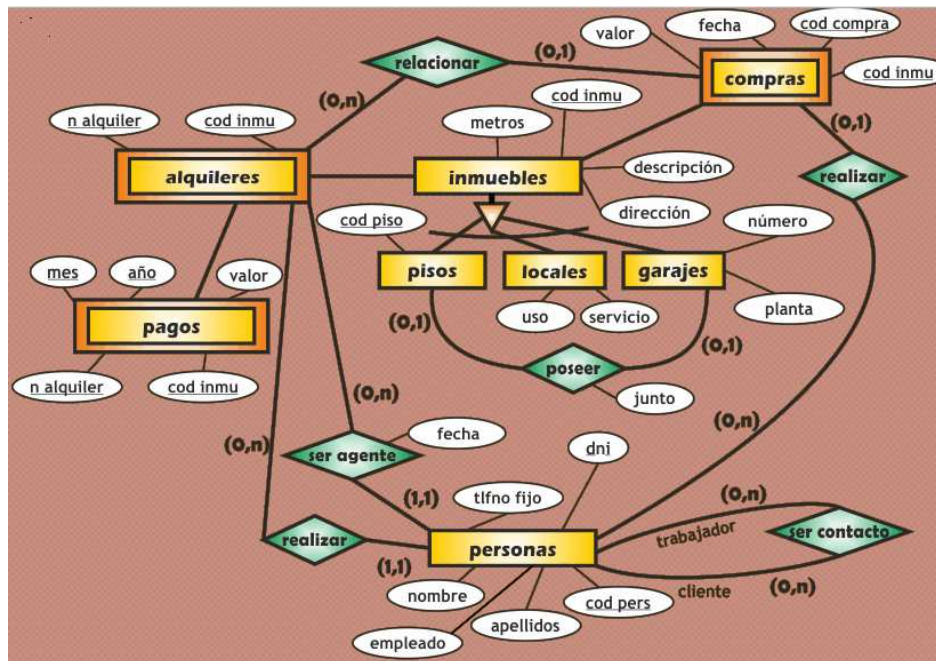 valor
fecha
cod compra
relacionar
(0,1)
compras
cod inmu
(0,n)
cod inmu
n alquiler
cod inmu
metros
(0,1)
alquileres
inmuebles
descripción
realizar
dirección
cod piso
número
mes
año
valor
pisos
locales
garajes
planta
pagos
(0,1)
uso
servicio
(0,1)
poseer
n alquiler
cod inmu
(0,n)
junto
(0,n)
fecha
(0,n)
ser agente
dni
(1,1)
tlfno fijo
(0,n)
realizar
personas
trabajador
ser contacto
(1,1)
nombre
cliente
(0,n)
cod pers
empleado
apellidos